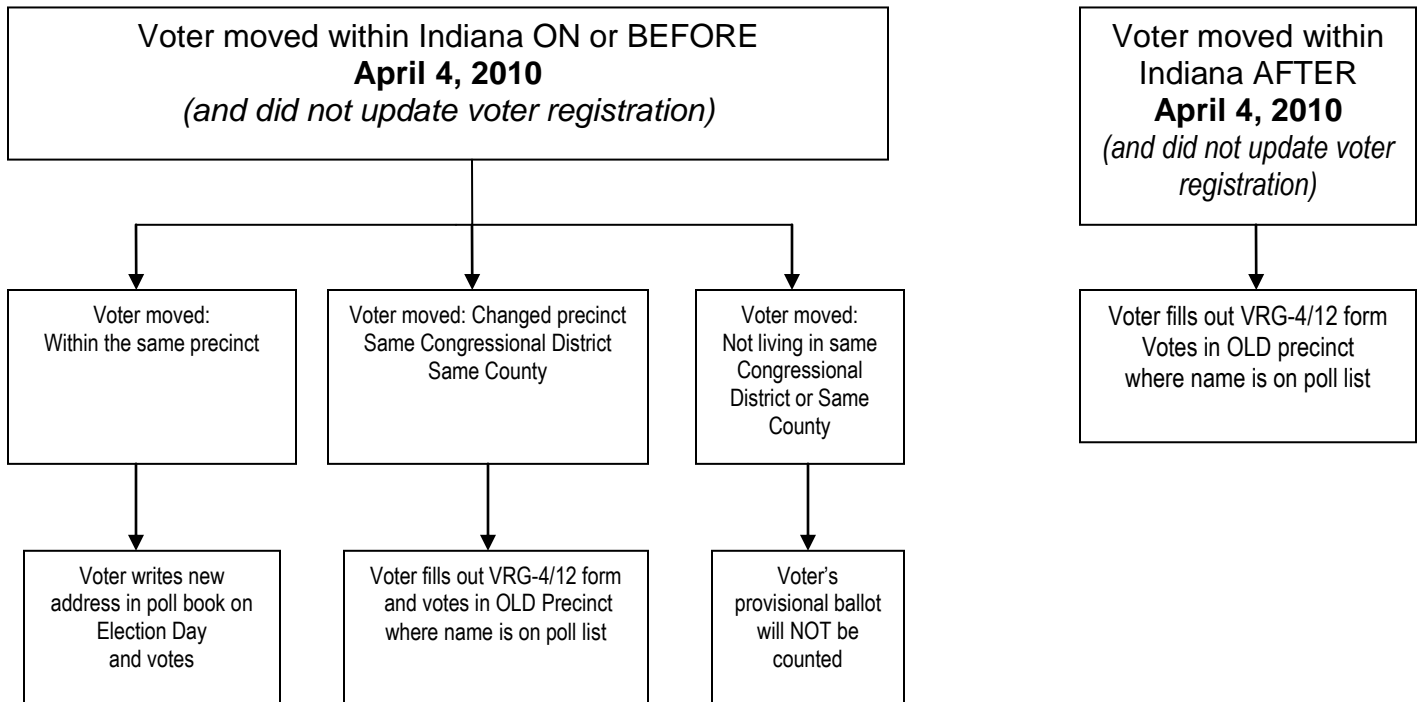 Voter moved within Indiana ON or BEFORE
April 4, 2010
(and did not update voter registration)
Voter moved within
Indiana AFTER
April 4, 2010
(and did not update voter
registration)
Voter moved:
Within the same precinct
Voter moved: Changed precinct
Same Congressional District
Same County
Voter moved:
Not living in same
Congressional
District or Same
County
Voter fills out VRG-4/12 form
Votes in OLD precinct
where name is on poll list
Voter writes new
address in poll book on
Election Day
and votes
Voter fills out VRG-4/12 form
and votes in OLD Precinct
where name is on poll list
Voter’s
provisional ballot
will NOT be
counted